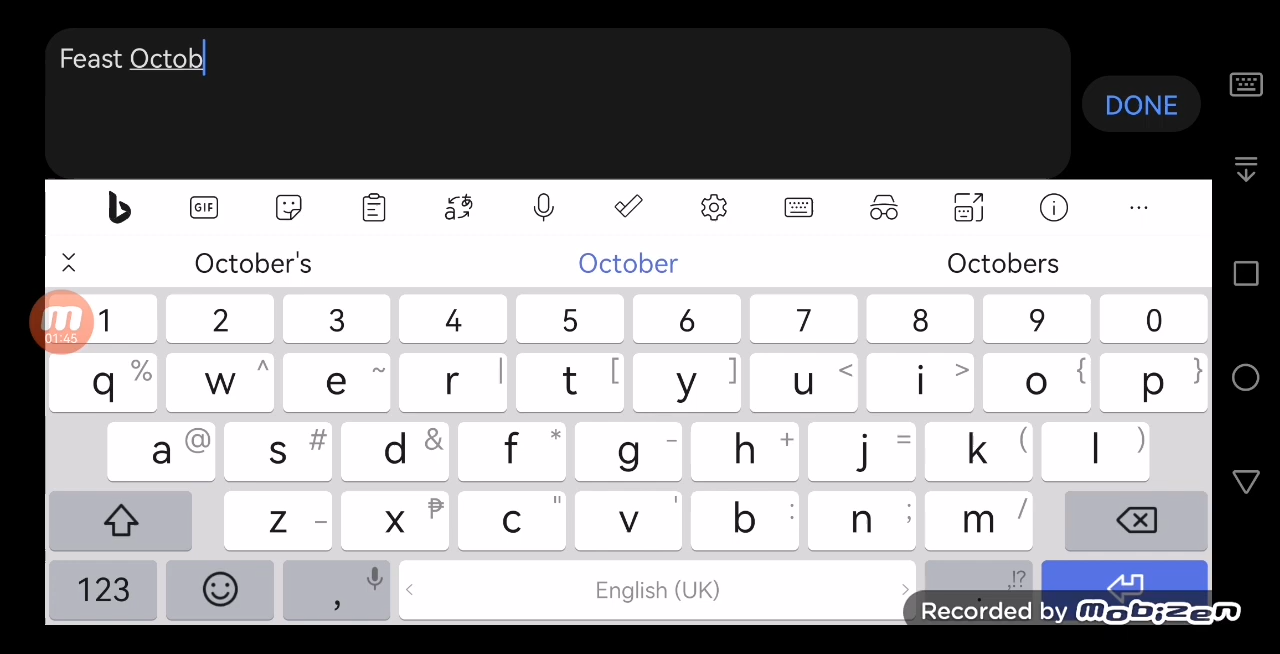 Feast Octob
DONE
GIF
October's October Octobers
01:45
1 2 3 4 5 6 7 8 9 0
q % w ^ e ~ r | t [ y ] u < i > o { p }
a @ s # d & f * g - h + j = k ( l )
z _ x ₱ c " v ' b : n ; m /
123 , < English (UK) > . ,!?
Recorded by mobizen